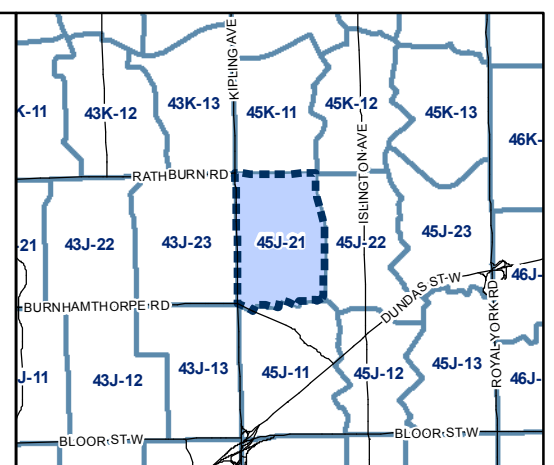 KIPLING AVE
43K-13
45K-12
K-11
43K-12
45K-11
45K-13
46K-
RATHBURN RD
ISLINGTON AVE
21
43J-22
43J-23
45J-21
45J-22
45J-23
46J-
DUNDAS ST W
BURNHAMTHORPE RD
ROYAL YORK RD
J-11
43J-12
43J-13
45J-11
45J-12
45J-13
46J-
BLOOR ST W
BLOOR ST W